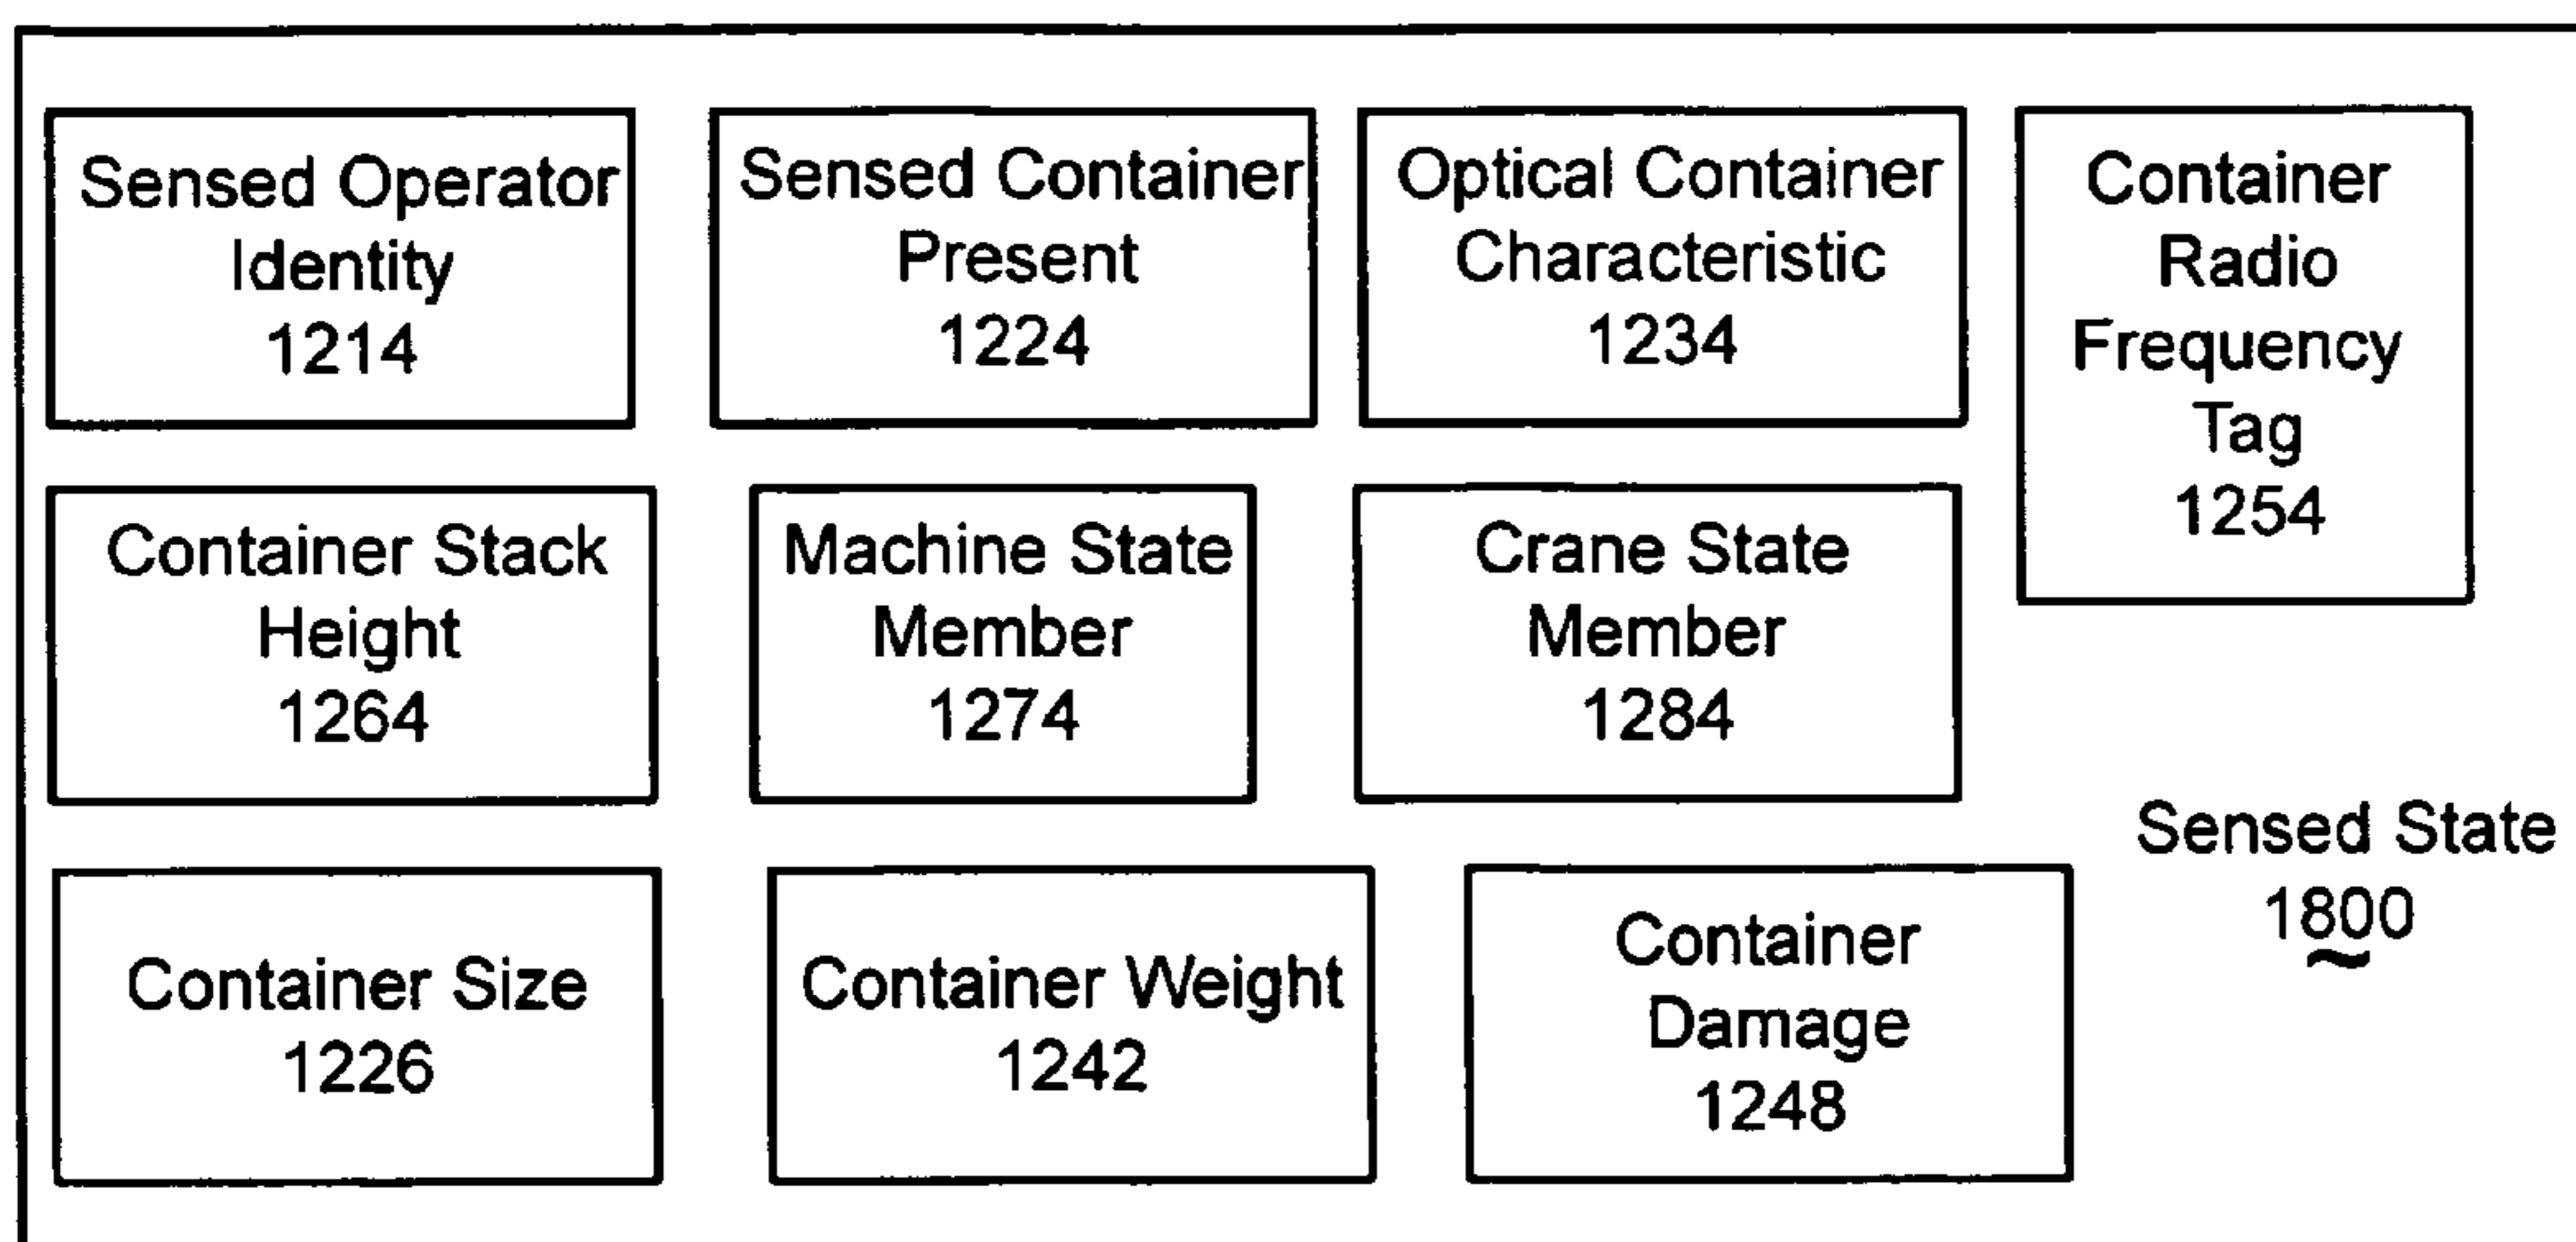 Sensed Operator
Identity
1214
Sensed Container
Present
1224
Optical Container
Characteristic
1234
Container
Radio
Frequency
Tag
1254
Container Stack
Height
1264
Machine State
Member
1274
Crane State
Member
1284
Sensed State
1800
Container Size
1226
Container Weight
1242
Container
Damage
1248